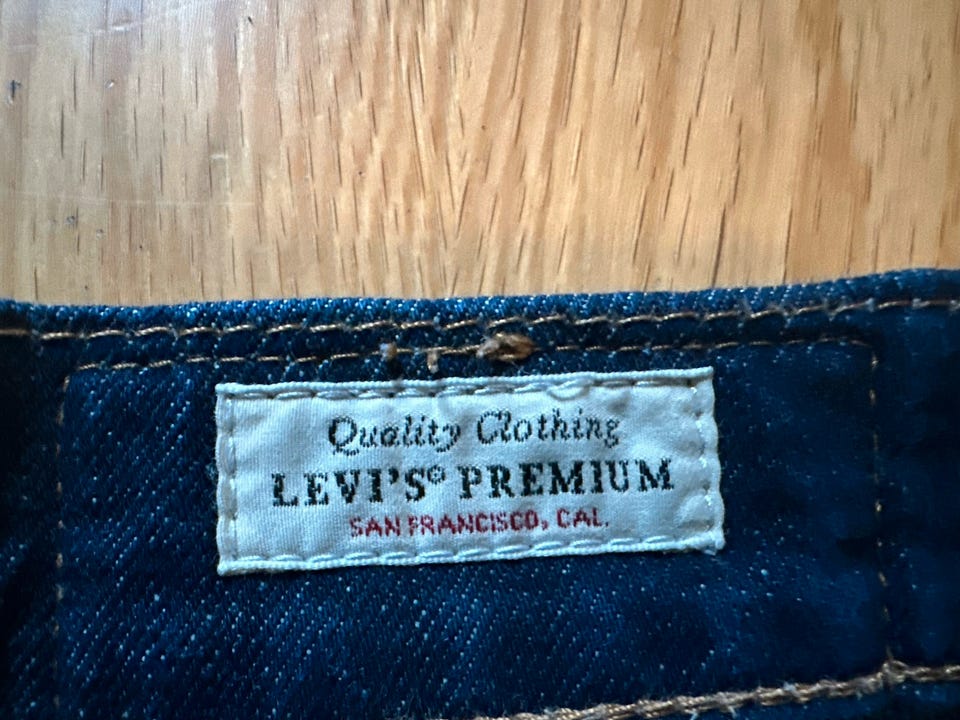 Quality Clothing
LEVI'S® PREMIUM
SAN FRANCISCO, CAL.